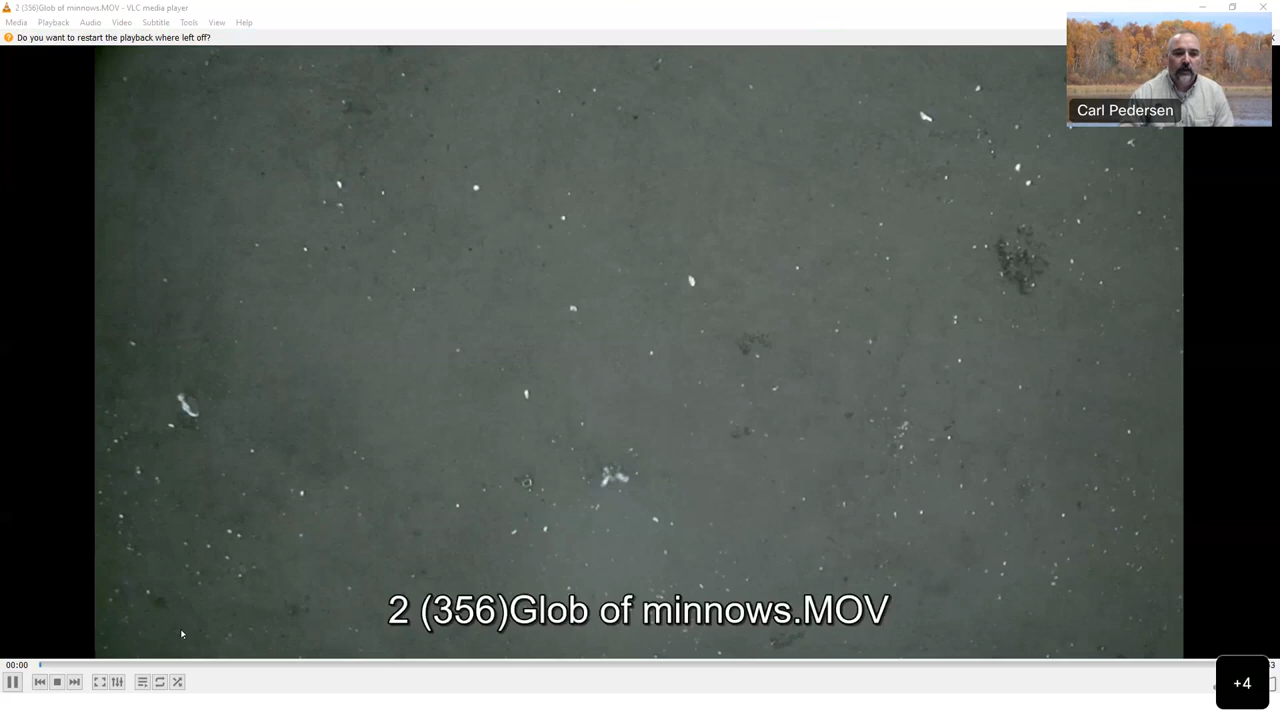 2 (356)Glob of minnows.MOV - VLC media player
Media Playback Audio Video Subtitle Tools View Help
Do you want to restart the playback where left off?
Carl Pedersen
2 (356)Glob of minnows.MOV
00:00
+4